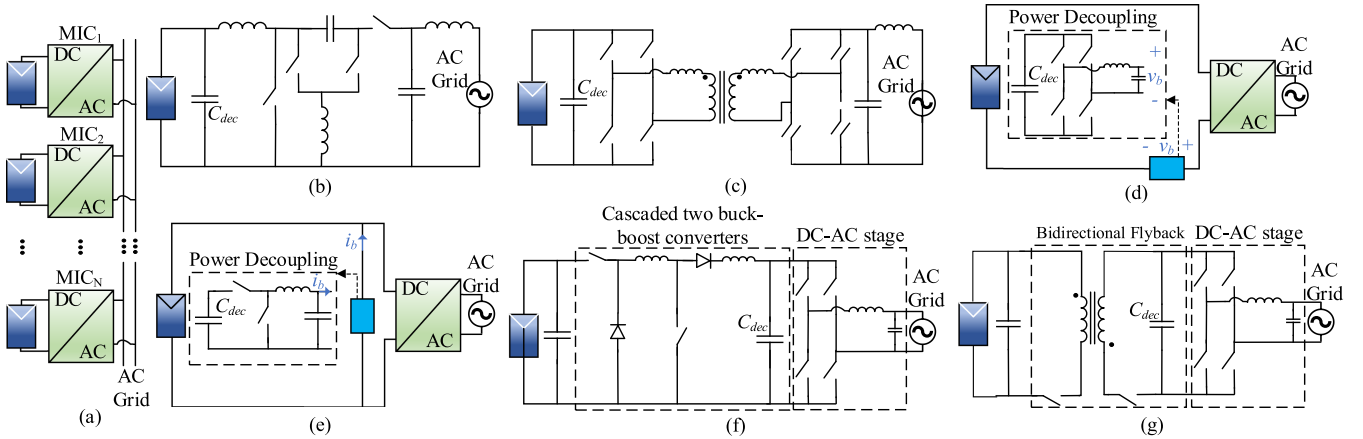 MIC1
DC
AC
MIC2
DC
AC
MICN
DC
AC
AC
Grid
(a)
Cdec
AC
Grid
(b)
Cdec
AC
Grid
(c)
Power Decoupling
Cdec
+
vb
-
- vb +
DC
AC
AC
Grid
(d)
Power Decoupling
Cdec
ib
ib
DC
AC
AC
Grid
(e)
Cascaded two buck-
boost converters
DC-AC stage
Cdec
AC
Grid
(f)
Bidirectional Flyback
DC-AC stage
Cdec
AC
Grid
(g)